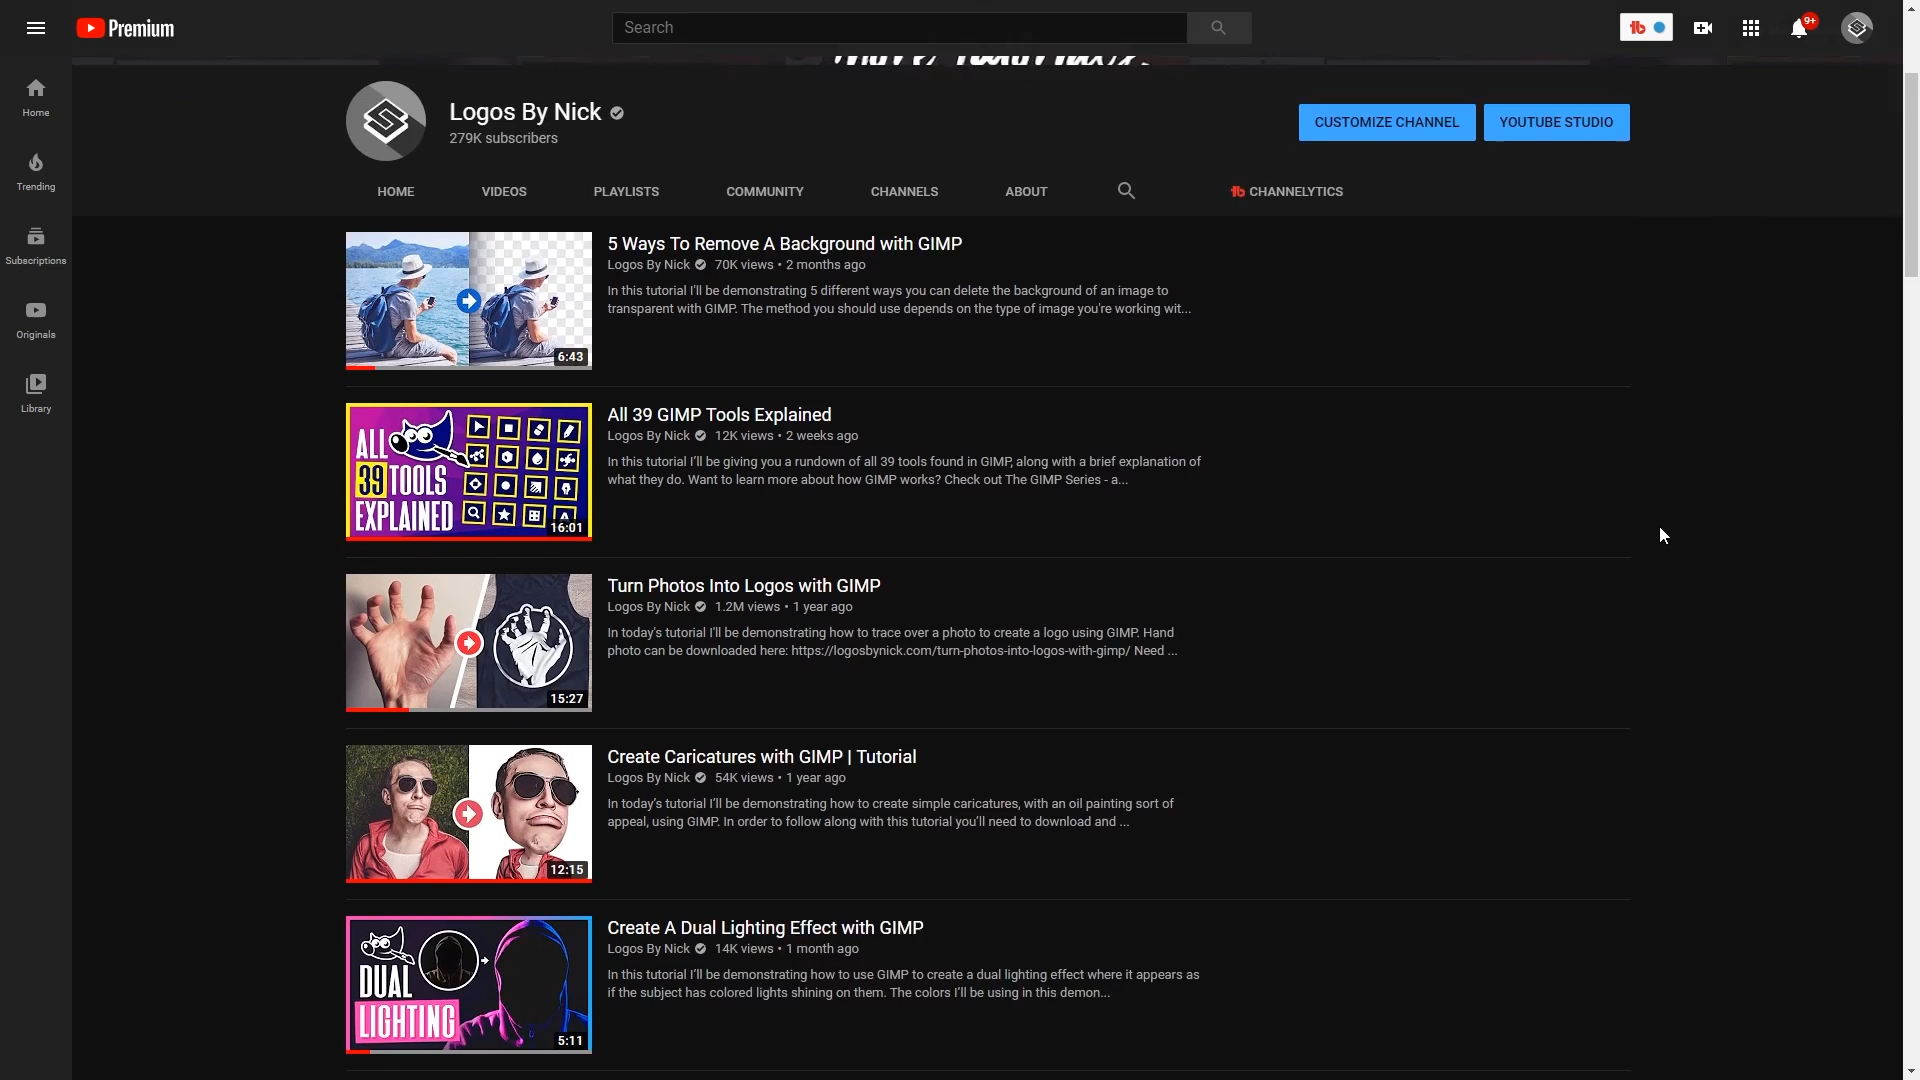 Premium
Search
9+
Home
Trending
Subscriptions
Originals
Library
Logos By Nick
279K subscribers
CUSTOMIZE CHANNEL
YOUTUBE STUDIO
HOME
VIDEOS
PLAYLISTS
COMMUNITY
CHANNELS
ABOUT
CHANNELYTICS
6:43
5 Ways To Remove A Background with GIMP
Logos By Nick 70K views • 2 months ago
In this tutorial I'll be demonstrating 5 different ways you can delete the background of an image to
transparent with GIMP. The method you should use depends on the type of image you're working wit...
ALL
39 TOOLS
EXPLAINED
16:01
All 39 GIMP Tools Explained
Logos By Nick 12K views • 2 weeks ago
In this tutorial I'll be giving you a rundown of all 39 tools found in GIMP, along with a brief explanation of
what they do. Want to learn more about how GIMP works? Check out The GIMP Series - a...
15:27
Turn Photos Into Logos with GIMP
Logos By Nick 1.2M views • 1 year ago
In today's tutorial I'll be demonstrating how to trace over a photo to create a logo using GIMP. Hand
photo can be downloaded here: https://logosbynick.com/turn-photos-into-logos-with-gimp/ Need ...
12:15
Create Caricatures with GIMP | Tutorial
Logos By Nick 54K views • 1 year ago
In today's tutorial I'll be demonstrating how to create simple caricatures, with an oil painting sort of
appeal, using GIMP. In order to follow along with this tutorial you'll need to download and ...
DUAL
LIGHTING
5:11
Create A Dual Lighting Effect with GIMP
Logos By Nick 14K views • 1 month ago
In this tutorial I'll be demonstrating how to use GIMP to create a dual lighting effect where it appears as
if the subject has colored lights shining on them. The colors I'll be using in this demon...